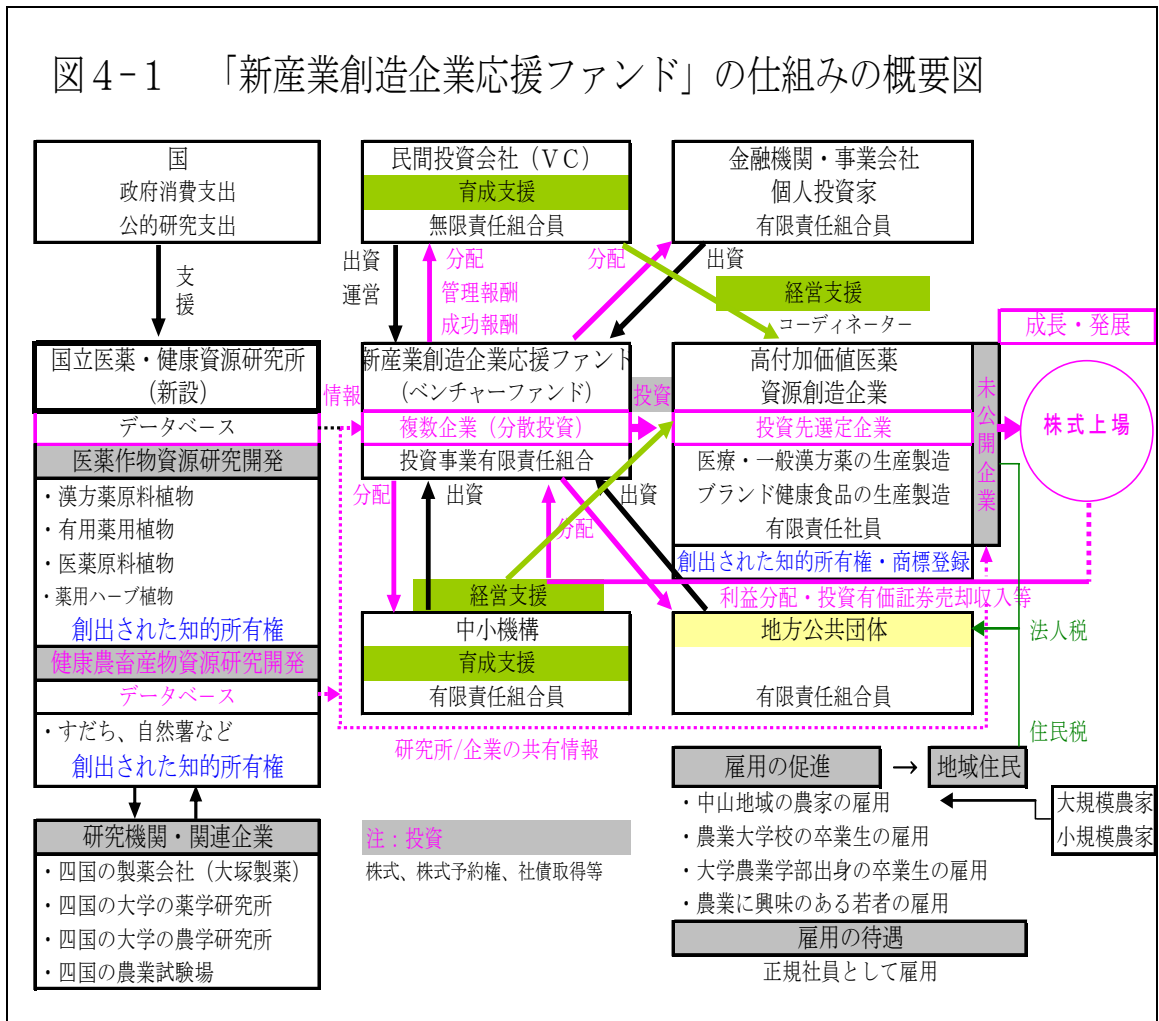 図4-1 「新産業創造企業応援ファンド」の仕組みの概要図
国
政府消費支出
公的研究支出
民間投資会社(VC)
育成支援
無限責任組合員
金融機関・事業会社
個人投資家
有限責任組合員
支援
出資
運営
分配
管理報酬
成功報酬
分配
出資
経営支援
コーディネーター
成長・発展
国立医薬・健康資源研究所
(新設)
データベース
医薬作物資源研究開発
・漢方薬原料植物
・有用薬用植物
・医薬原料植物
・薬用ハーブ植物
創出された知的所有権
健康農畜産物資源研究開発
データベース
・すだち、自然薯など
創出された知的所有権
情報
新産業創造企業応援ファンド
(ベンチャーファンド)
複数企業(分散投資)
投資事業有限責任組合
投資
高付加価値医薬
資源創造企業
投資先選定企業
医療・一般漢方薬の生産製造
ブランド健康食品の生産製造
有限責任社員
創出された知的所有権・商標登録
未公開企業
株式上場
分配
出資
分配
出資
利益分配・投資有価証券売却収入等
経営支援
中小機構
育成支援
有限責任組合員
地方公共団体
有限責任組合員
法人税
住民税
研究所/企業の共有情報
研究機関・関連企業
・四国の製薬会社(大塚製薬)
・四国の大学の薬学研究所
・四国の大学の農学研究所
・四国の農業試験場
注:投資
株式、株式予約権、社債取得等
雇用の促進
→
地域住民
・中山地域の農家の雇用
・農業大学校の卒業生の雇用
・大学農業学部出身の卒業生の雇用
・農業に興味のある若者の雇用
大規模農家
小規模農家
雇用の待遇
正規社員として雇用